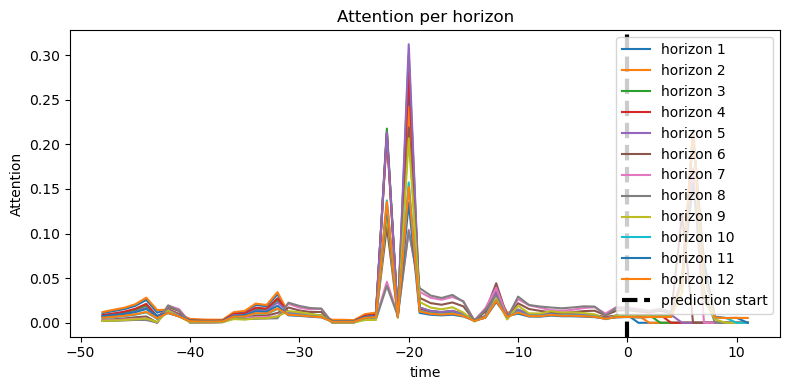 Attention per horizon
0.30
0.25
0.20
0.15
0.10
0.05
0.00
Attention
−50
−40
−30
−20
−10
0
10
time
horizon 1
horizon 2
horizon 3
horizon 4
horizon 5
horizon 6
horizon 7
horizon 8
horizon 9
horizon 10
horizon 11
horizon 12
prediction start